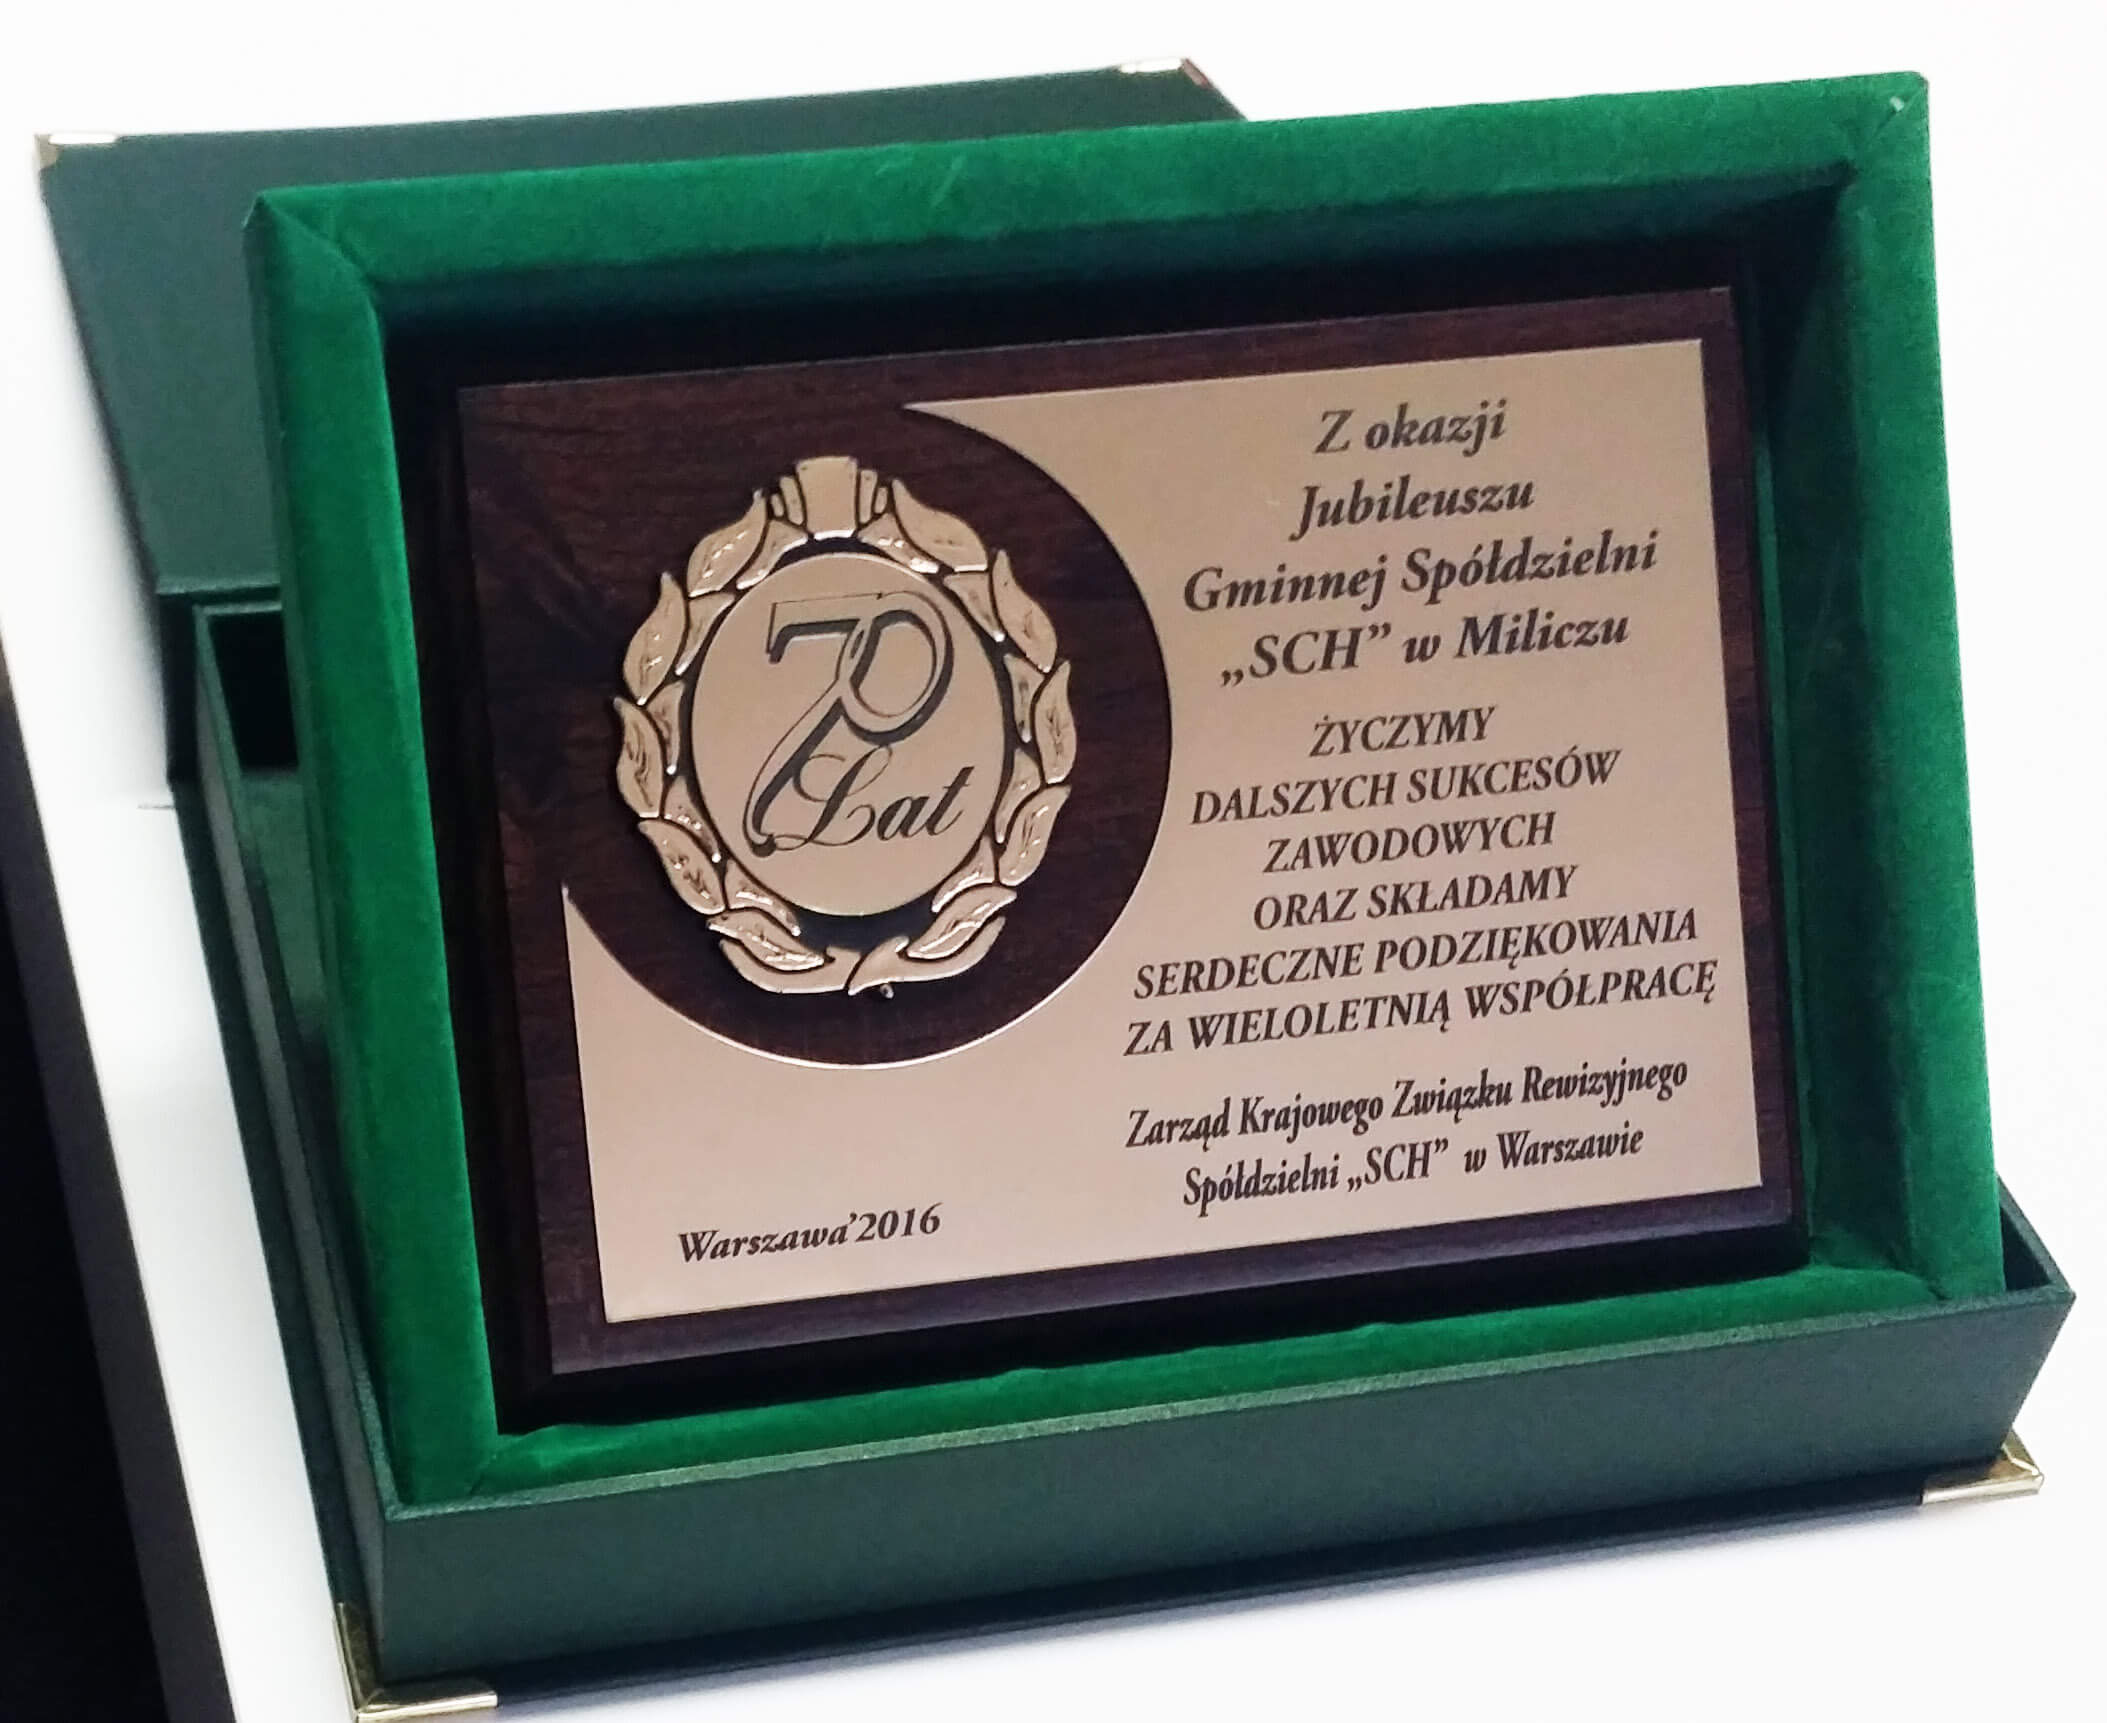 70
Lat
Z okazji
Jubileuszu
Gminnej Spółdzielni
„SCH” w Miliczu
ŻYCZYMY
DALSZYCH SUKCESÓW
ZAWODOWYCH
ORAZ SKŁADAMY
SERDECZNE PODZIĘKOWANIA
ZA WIELOLETNIĄ WSPÓŁPRACĘ
Zarząd Krajowego Związku Rewizyjnego
Spółdzielni „SCH” w Warszawie
Warszawa’2016